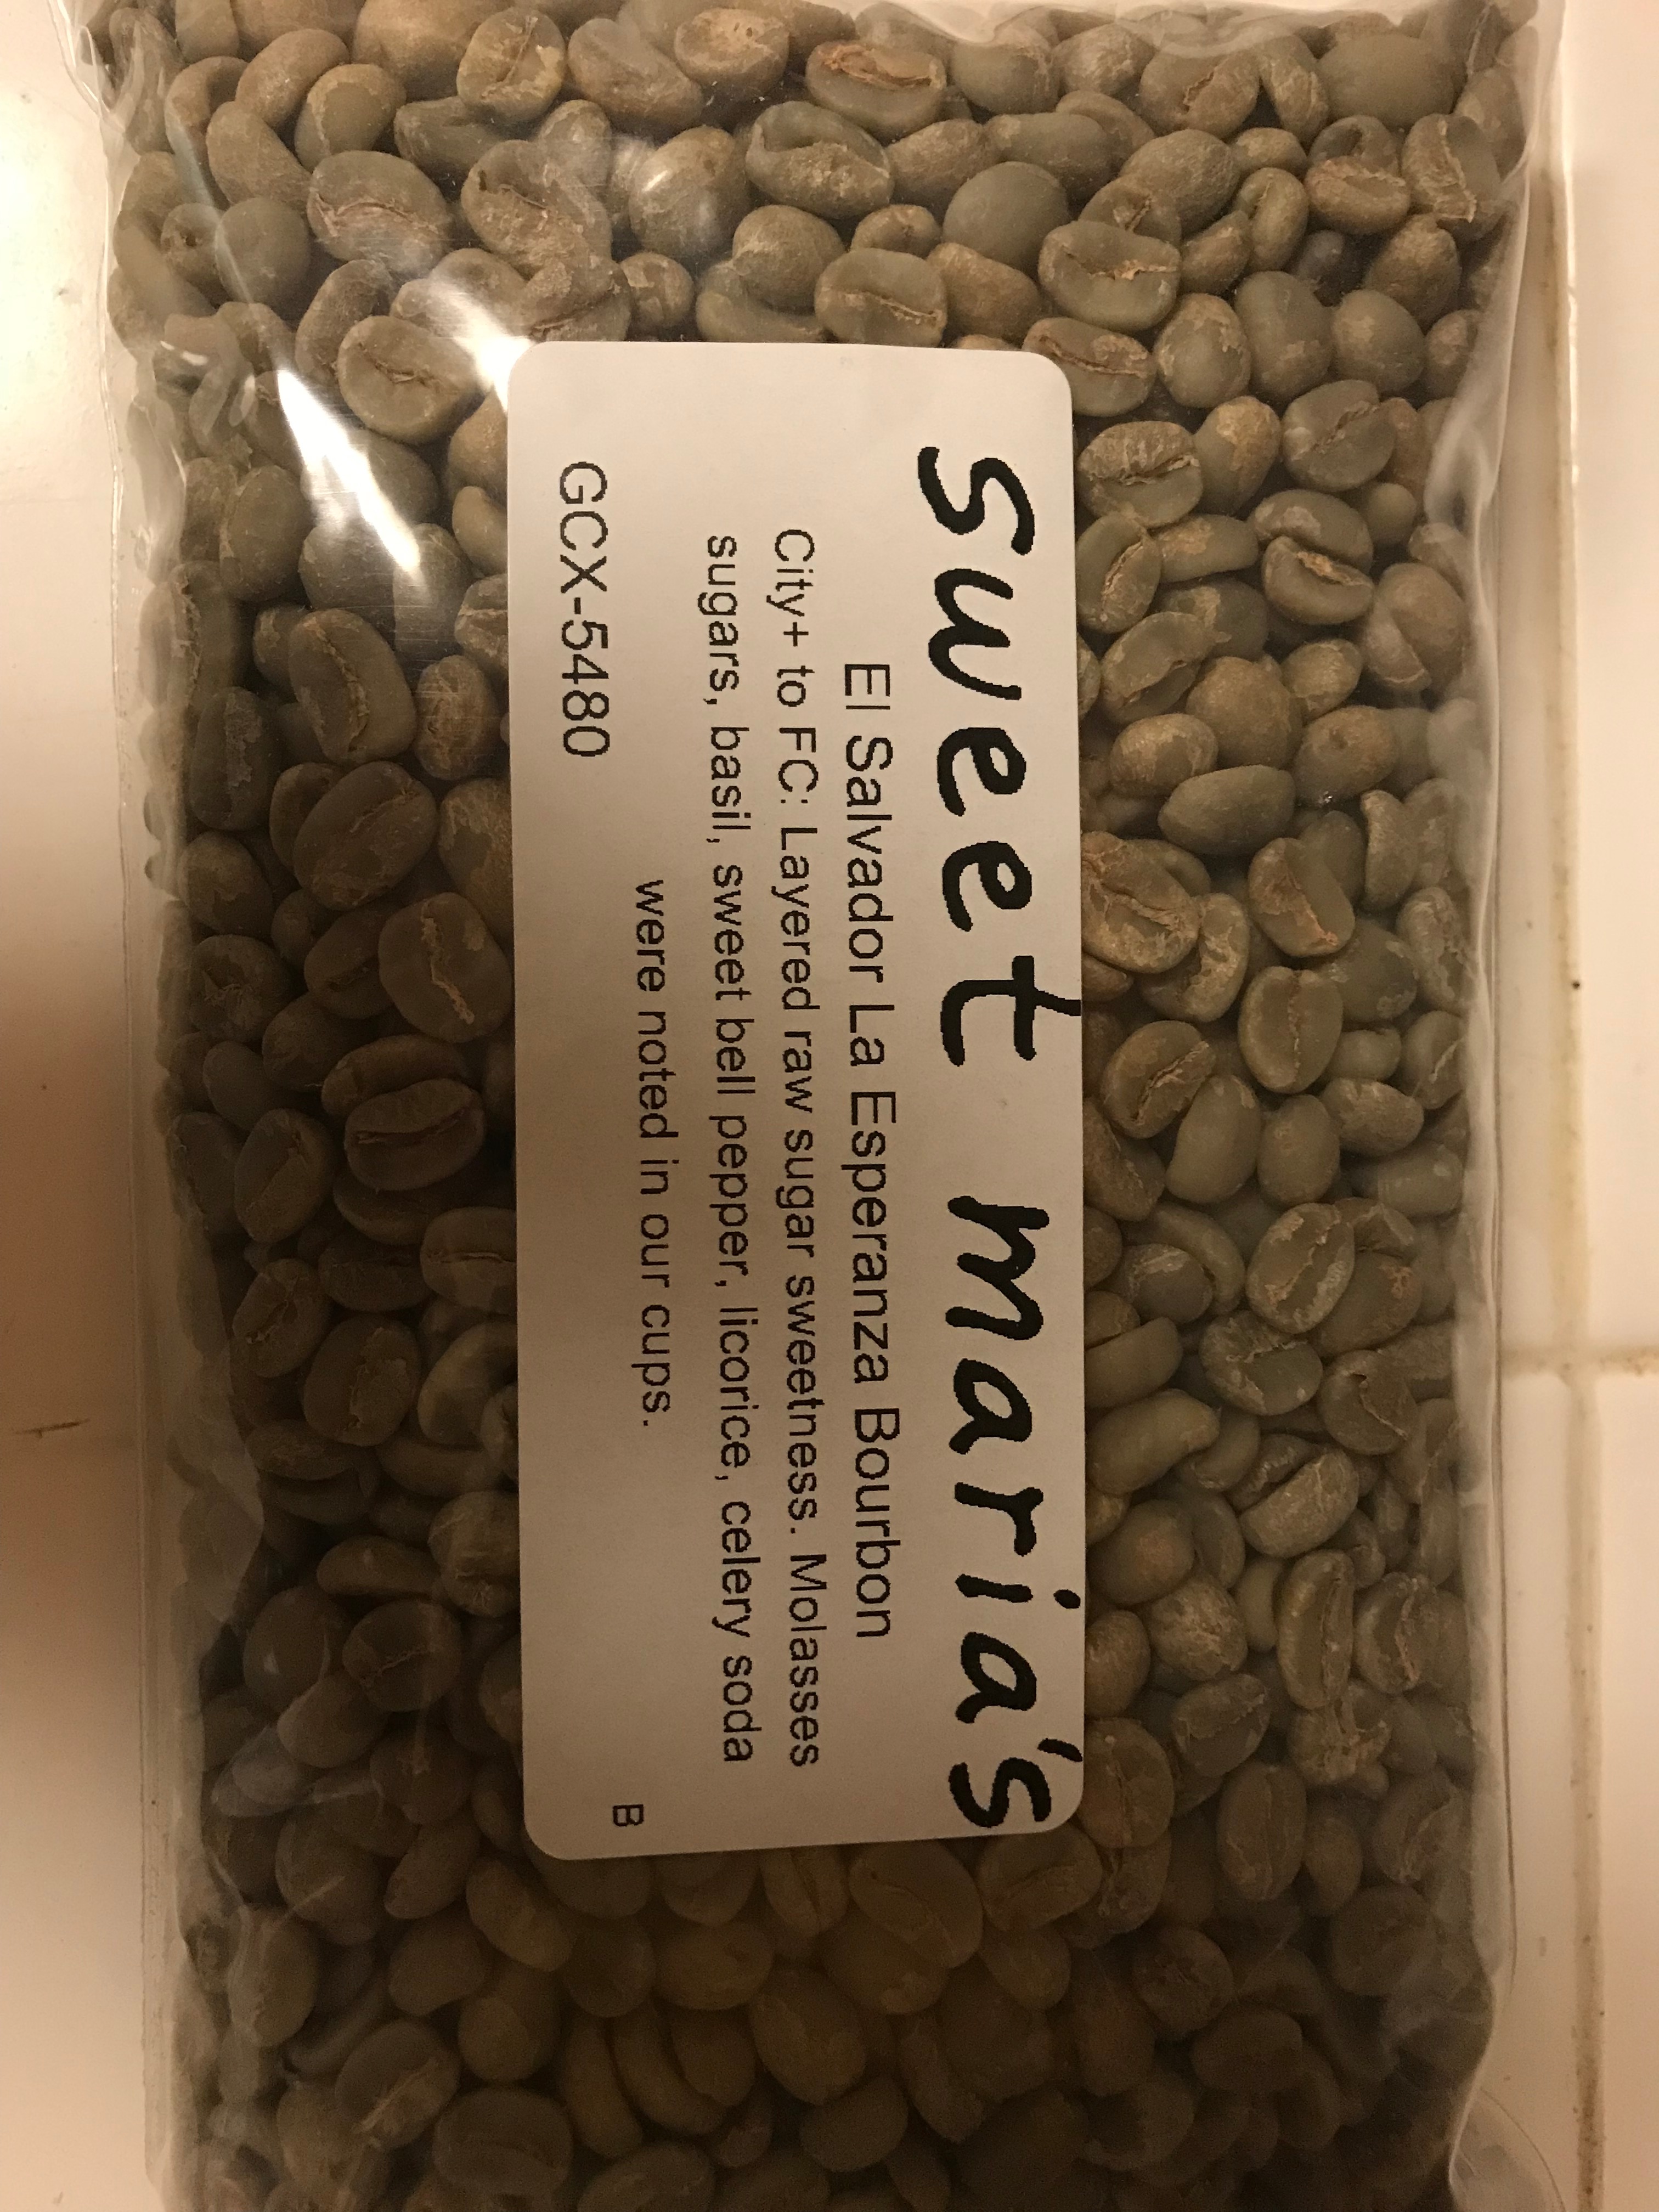 Sweet Maria's
El Salvador La Esperanza Bourbon
City+ to FC: Layered raw sugar sweetness. Molasses
sugars, basil, sweet bell pepper, licorice, celery soda
were noted in our cups.
B
GCX-5480